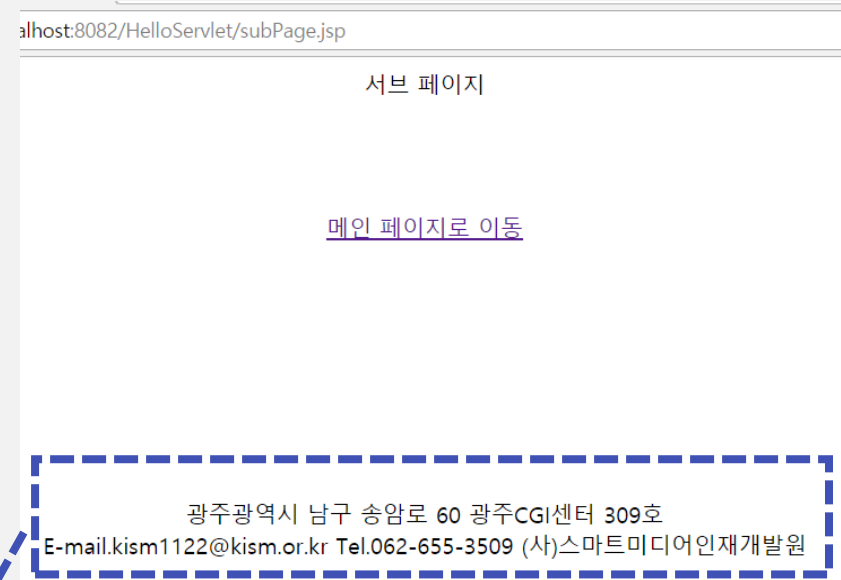 alhost:8082/HelloServlet/subPage.jsp
서브 페이지
메인 페이지로 이동
광주광역시 남구 송암로 60 광주CGI센터 309호
E-mail.kism1122@kism.or.kr Tel.062-655-3509 (사)스마트미디어인재개발원